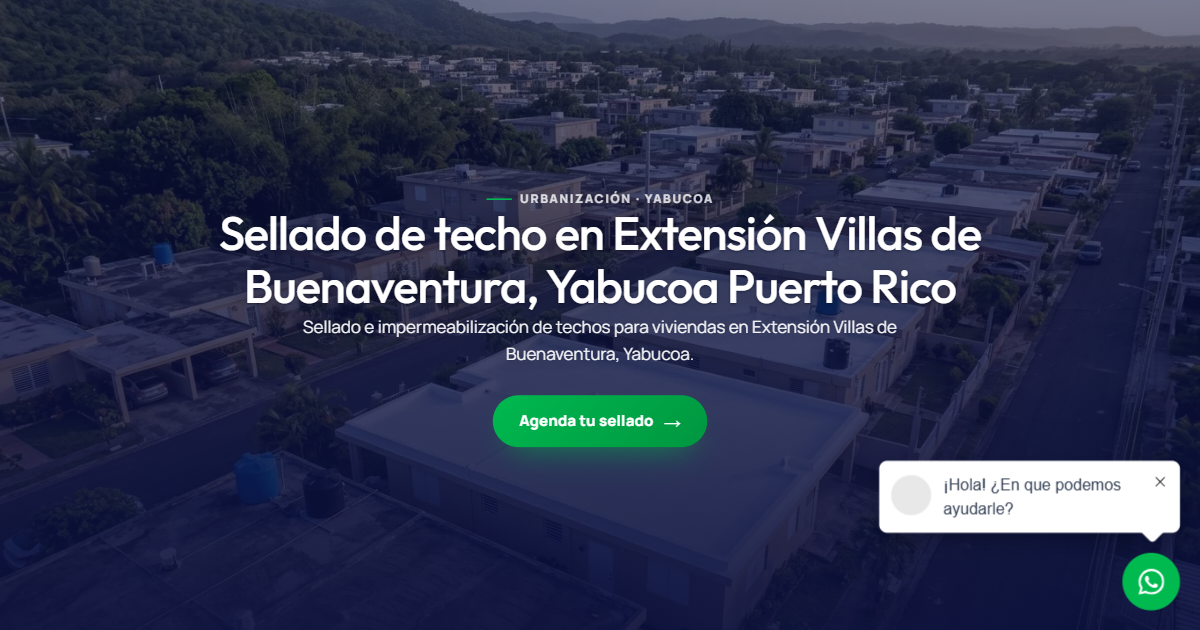 URBANIZACIÓN · YABUCOA
Sellado de techo en Extensión Villas de
Buenaventura, Yabucoa Puerto Rico
Sellado e impermeabilización de techos para viviendas en Extensión Villas de
Buenaventura, Yabucoa.
Agenda tu sellado →
¡Hola! ¿En que podemos
ayudarle?